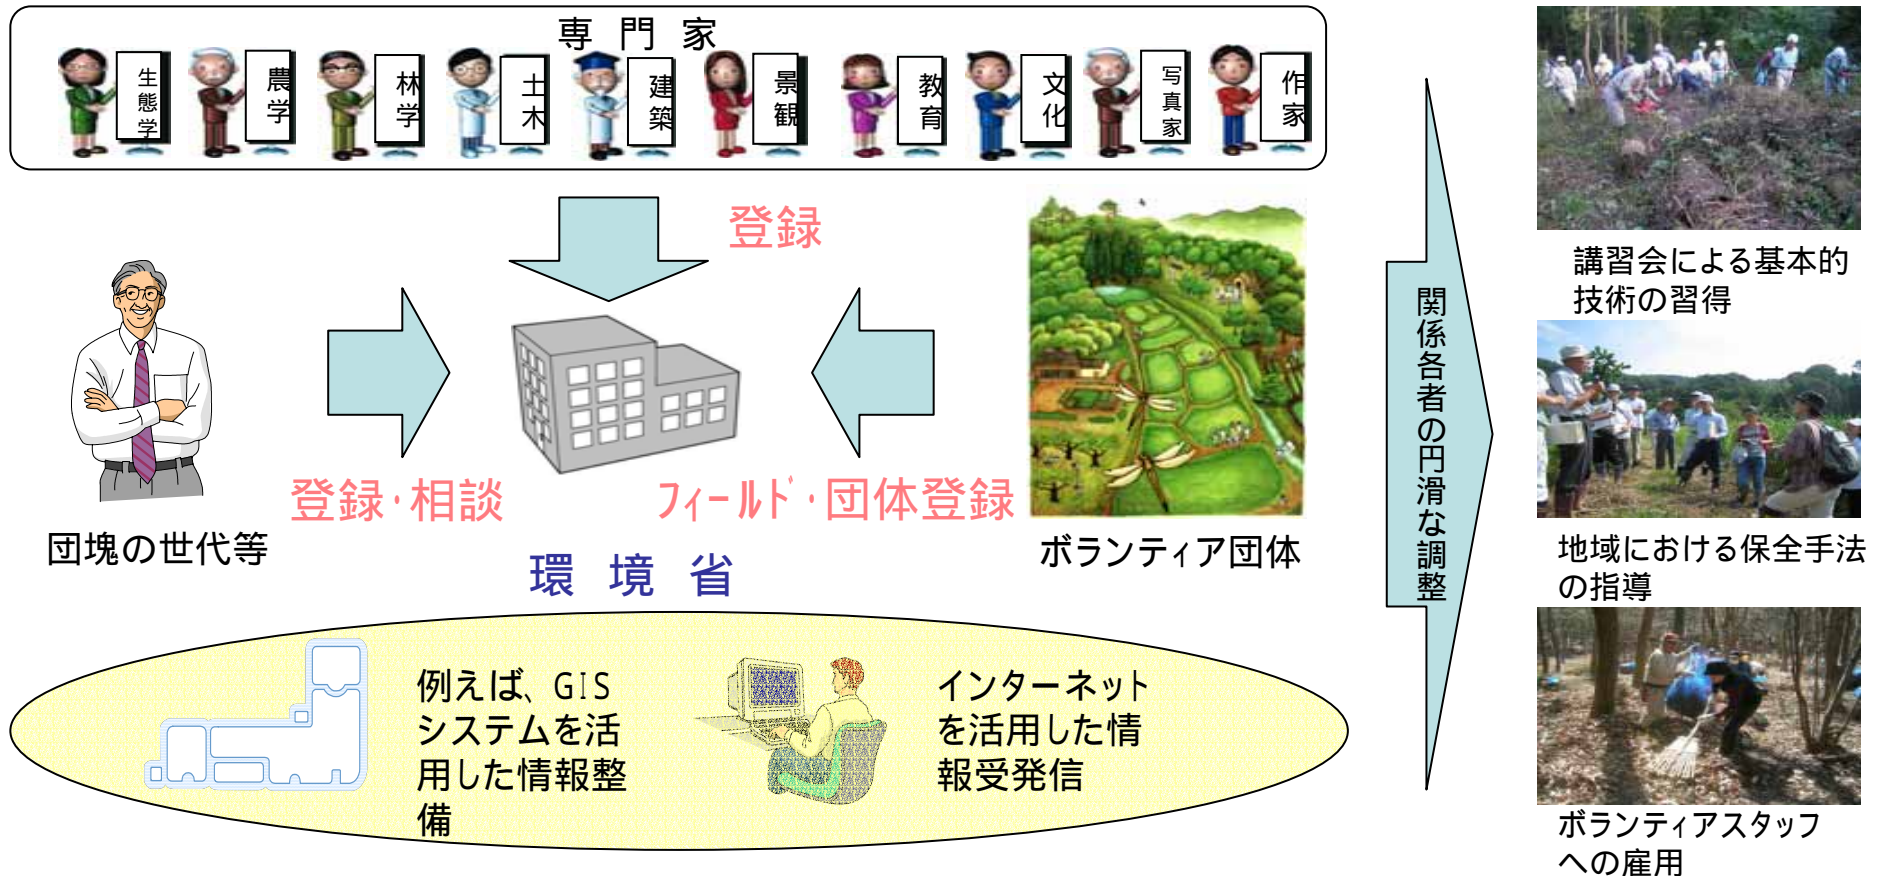 専 門 家
生態学
農学
林学
土木
建築
景観
教育
文化
写真家
作家
登録
登録・相談
フィールド・団体登録
団塊の世代等
ボランティア団体
環 境 省
例えば、GIS
システムを活
用した情報整
備
インターネット
を活用した情
報受発信
関係各者の円滑な調整
講習会による基本的
技術の習得
地域における保全手法
の指導
ボランティアスタッフ
への雇用